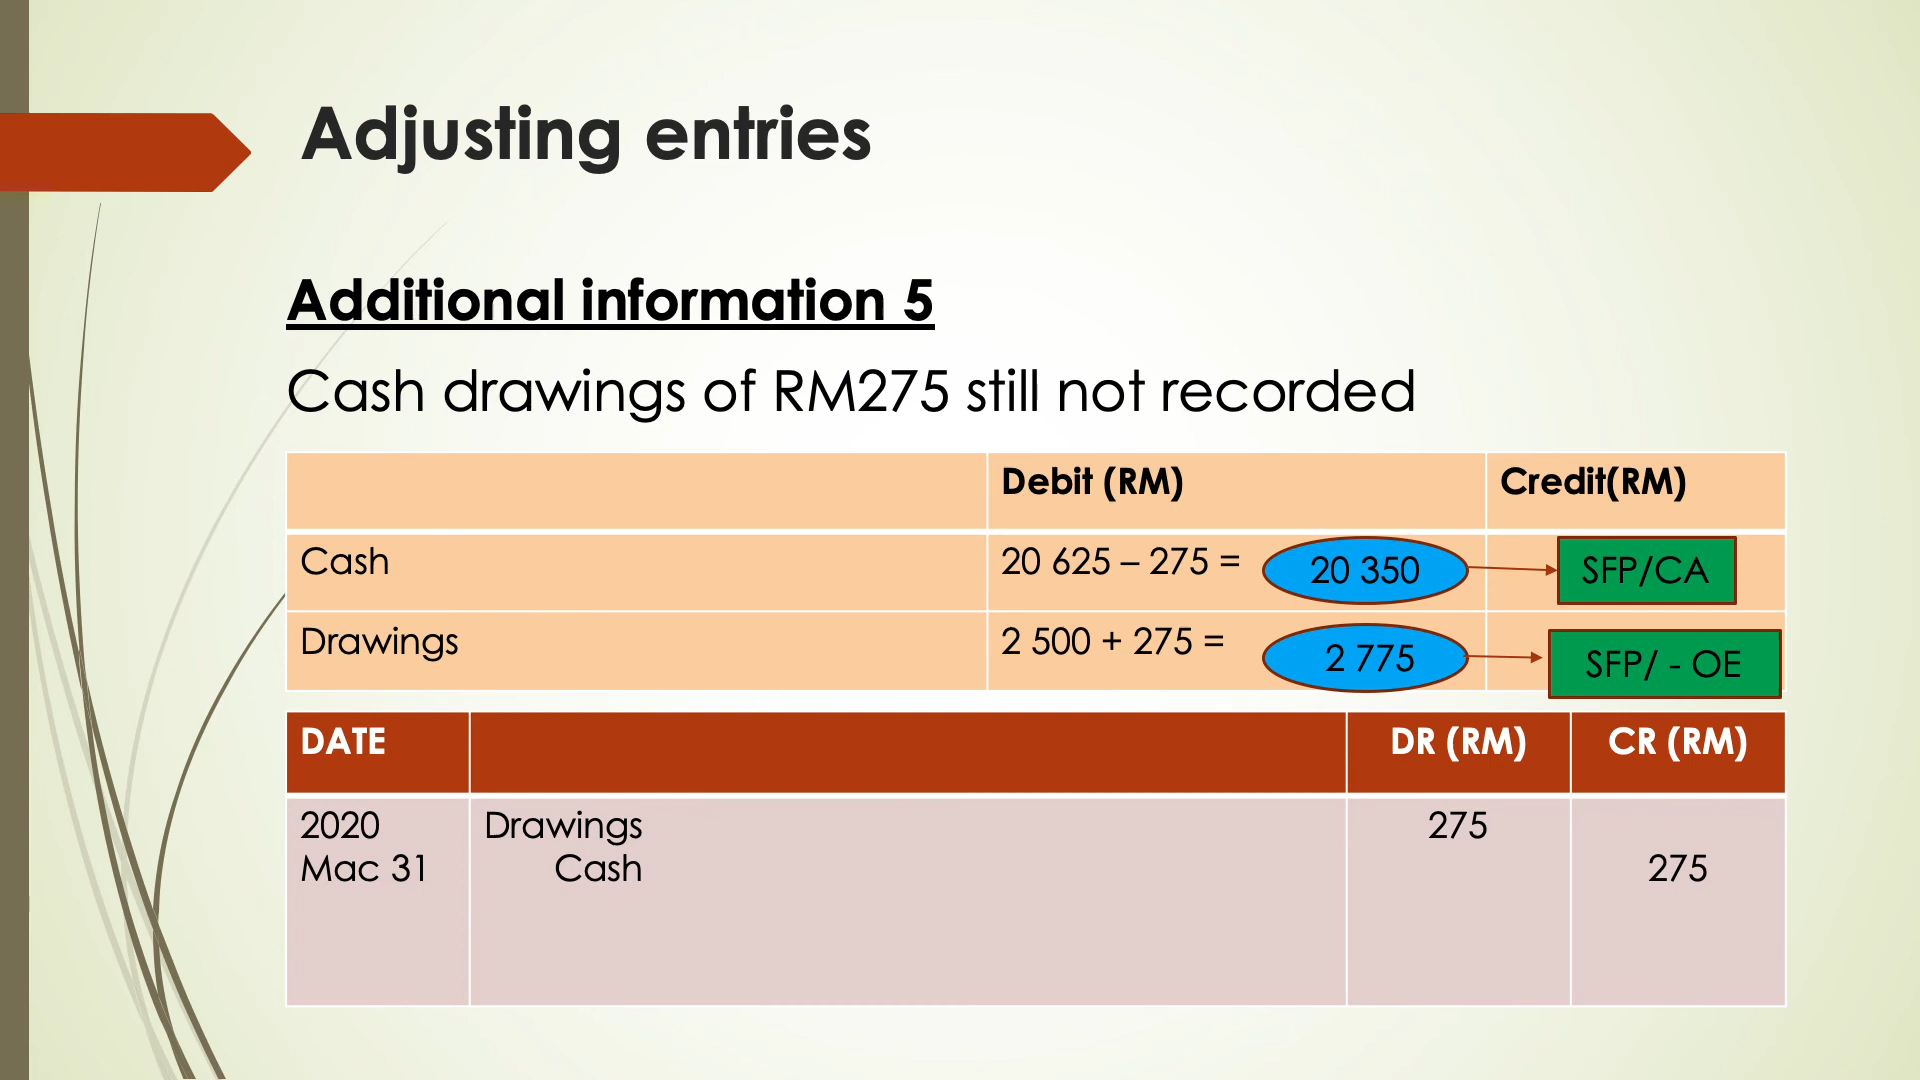 Adjusting entries
Additional information 5
Cash drawings of RM275 still not recorded
Debit (RM) Credit(RM)
Cash 20 625 – 275 = 20 350 SFP/CA
Drawings 2 500 + 275 = 2 775 SFP/ - OE
DATE DR (RM) CR (RM)
2020 Drawings 275
Mac 31 Cash 275